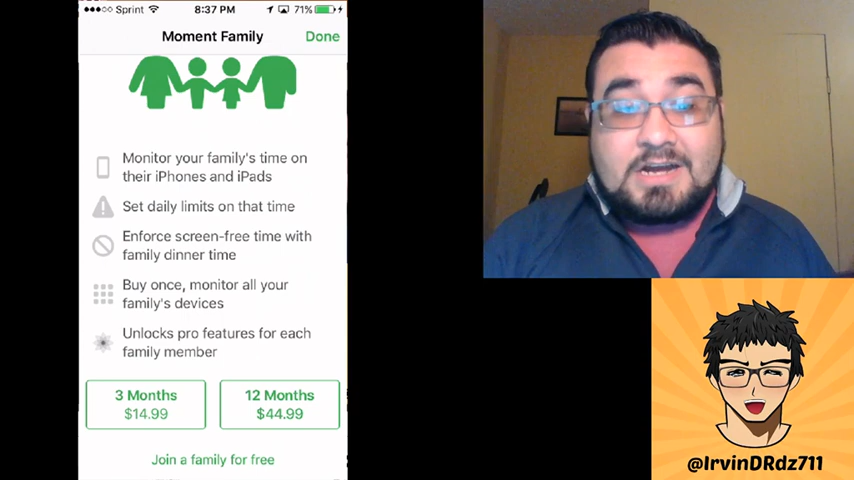 Sprint 8:37 PM 71%
Moment Family Done
Monitor your family's time on
their iPhones and iPads
Set daily limits on that time
Enforce screen-free time with
family dinner time
Buy once, monitor all your
family's devices
Unlocks pro features for each
family member
3 Months 12 Months
$14.99 $44.99
Join a family for free
@IrvinDRdz711